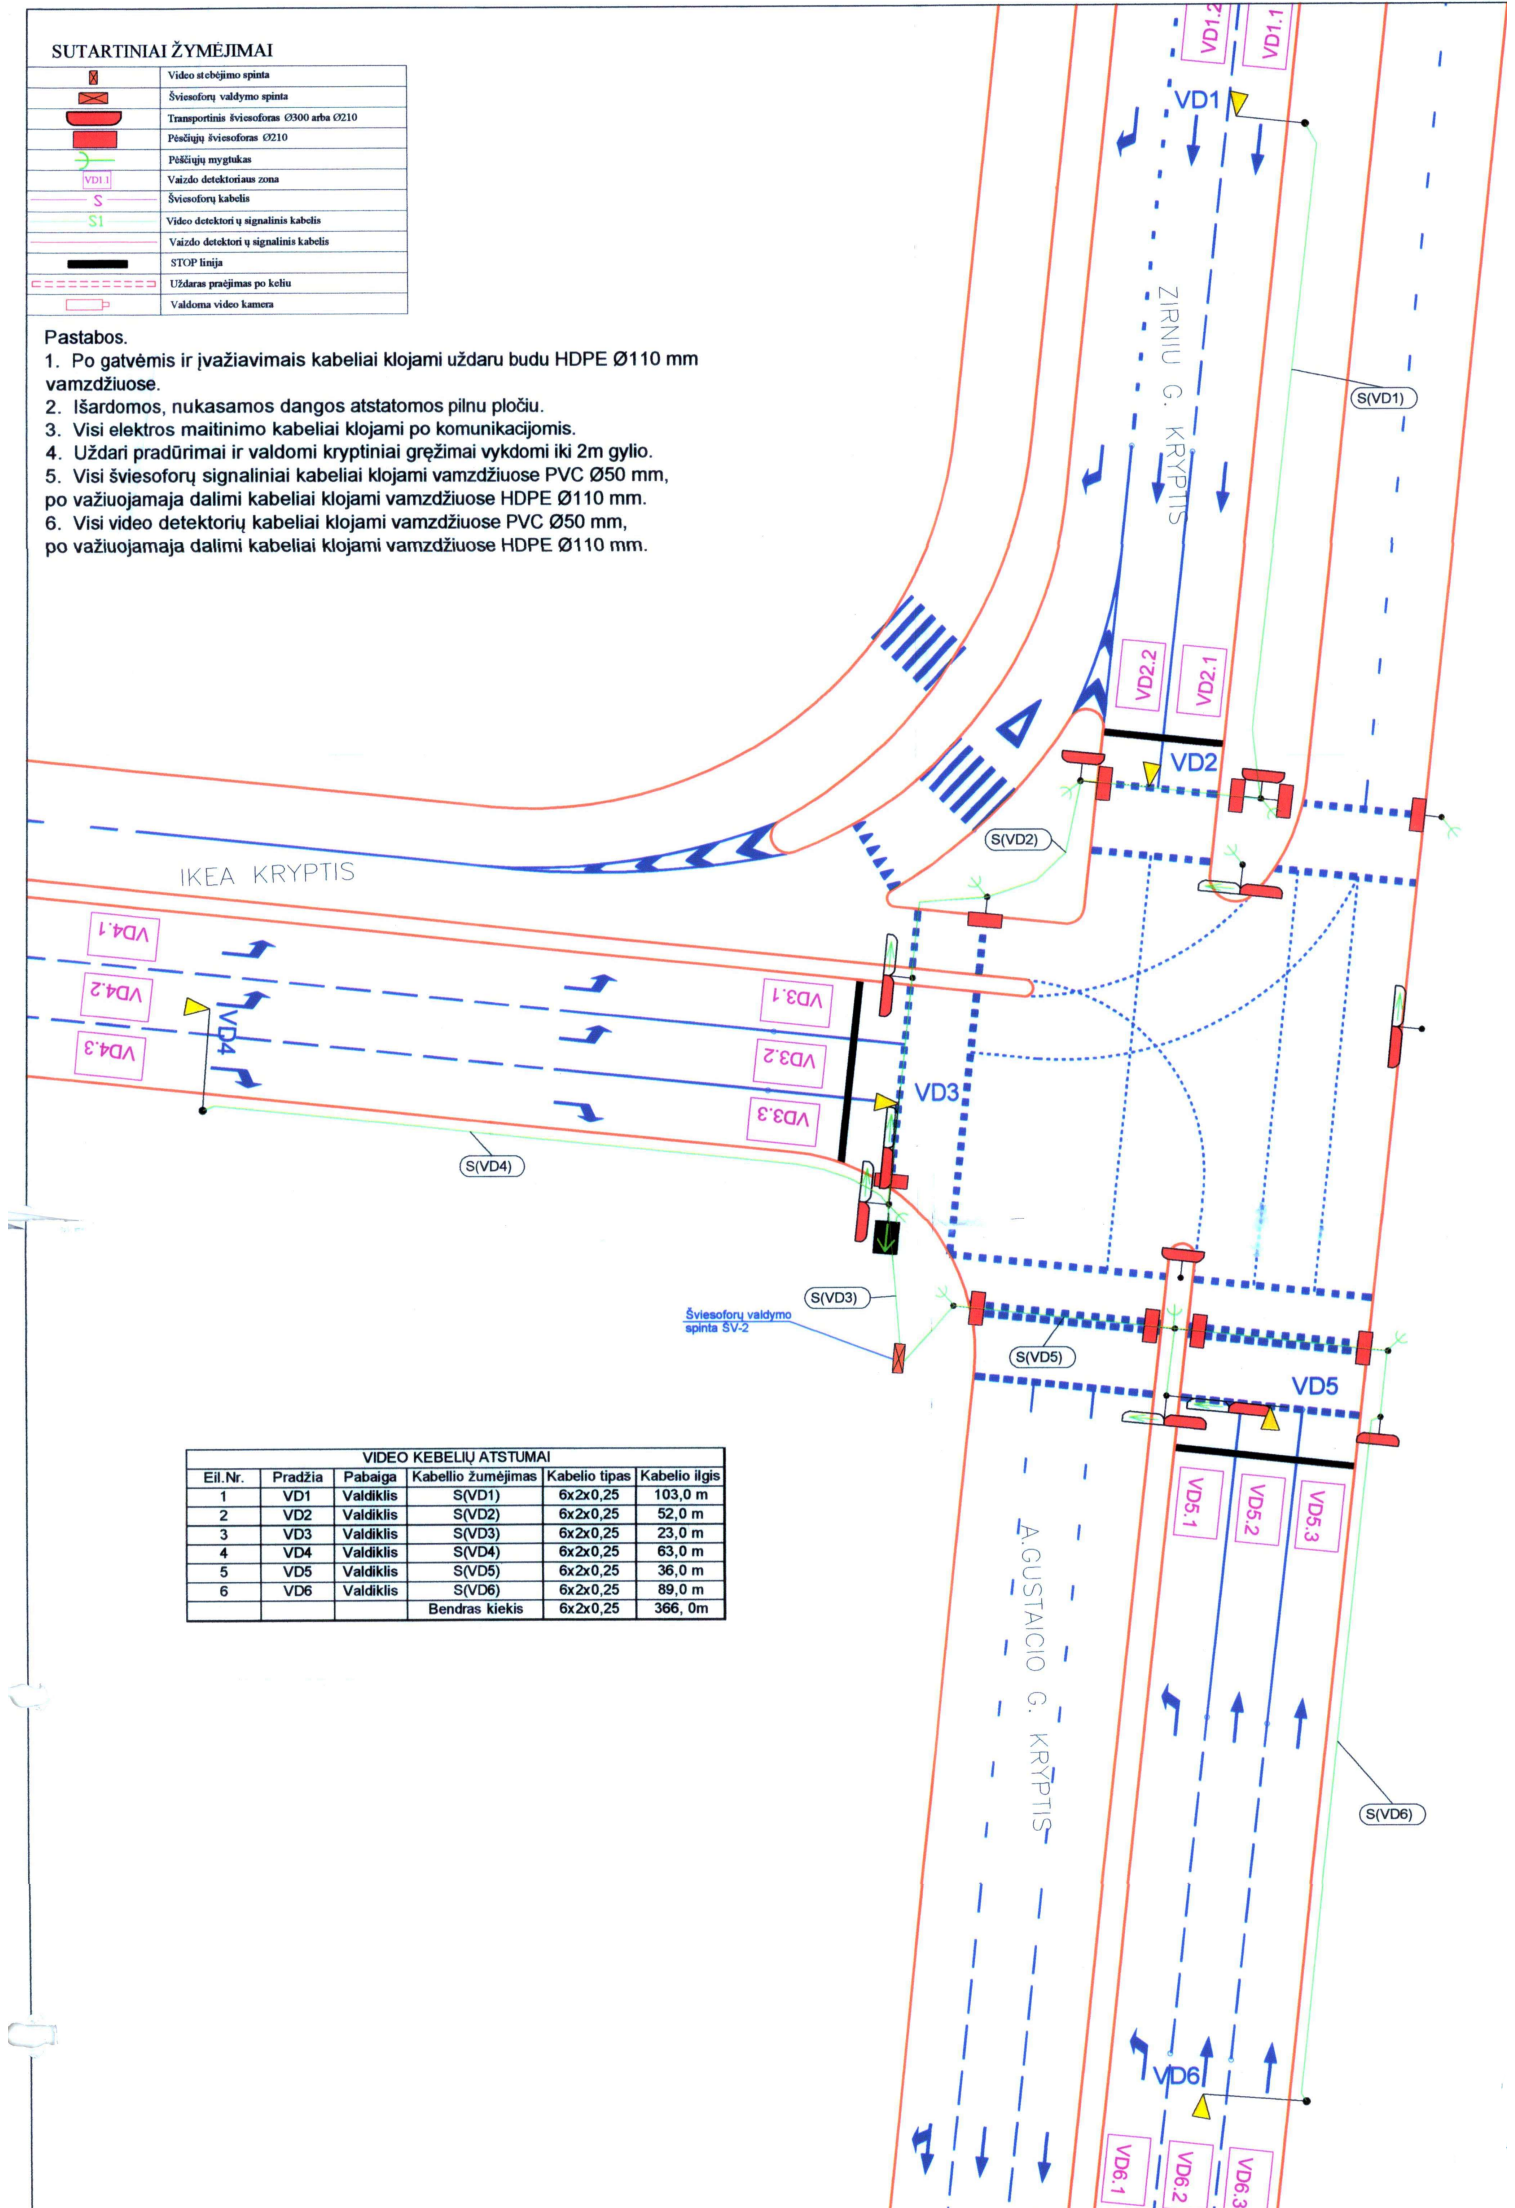 SUTARTINIAI ŽYMĖJIMAI
Video stebėjimo spinta
Šviesoforų valdymo spinta
Transportinis šviesoforas Ø300 arba Ø210
Pėsčiųjų šviesoforas Ø210
Pėščiųjų mygtukas
VD1.1 Vaizdo detektoriaus zona
S Šviesoforų kabelis
S1 Video detektorių signalinis kabelis
Vaizdo detektorių signalinis kabelis
STOP linija
Uždaras praėjimas po keliu
Valdoma video kamera
Pastabos.
1. Po gatvėmis ir įvažiavimais kabeliai klojami uždaru budu HDPE Ø110 mm
vamzdžiuose.
2. Išardomos, nukasamos dangos atstatomos pilnu pločiu.
3. Visi elektros maitinimo kabeliai klojami po komunikacijomis.
4. Uždari pradūrimai ir valdomi kryptiniai gręžimai vykdomi iki 2m gylio.
5. Visi šviesoforų signaliniai kabeliai klojami vamzdžiuose PVC Ø50 mm,
po važiuojamaja dalimi kabeliai klojami vamzdžiuose HDPE Ø110 mm.
6. Visi video detektorių kabeliai klojami vamzdžiuose PVC Ø50 mm,
po važiuojamaja dalimi kabeliai klojami vamzdžiuose HDPE Ø110 mm.
VD1.2
VD1.1
VD1
ZIRNIU G. KRYPTIS
S(VD1)
VD2.2
VD2.1
VD2
S(VD2)
IKEA KRYPTIS
VD4.1
VD4.2
VD4.3
VD4
S(VD4)
VD3.1
VD3.2
VD3.3
VD3
S(VD3)
Šviesoforų valdymo
spinta ŠV-2
S(VD5)
VD5
VD5.1
VD5.2
VD5.3
A.GUSTAICIO G. KRYPTIS
S(VD6)
VD6
VD6.1
VD6.2
VD6.3
VIDEO KEBELIŲ ATSTUMAI
Eil.Nr. Pradžia Pabaiga Kabellio žumėjimas Kabelio tipas Kabelio ilgis
1 VD1 Valdiklis S(VD1) 6x2x0,25 103,0 m
2 VD2 Valdiklis S(VD2) 6x2x0,25 52,0 m
3 VD3 Valdiklis S(VD3) 6x2x0,25 23,0 m
4 VD4 Valdiklis S(VD4) 6x2x0,25 63,0 m
5 VD5 Valdiklis S(VD5) 6x2x0,25 36,0 m
6 VD6 Valdiklis S(VD6) 6x2x0,25 89,0 m
Bendras kiekis 6x2x0,25 366, 0m